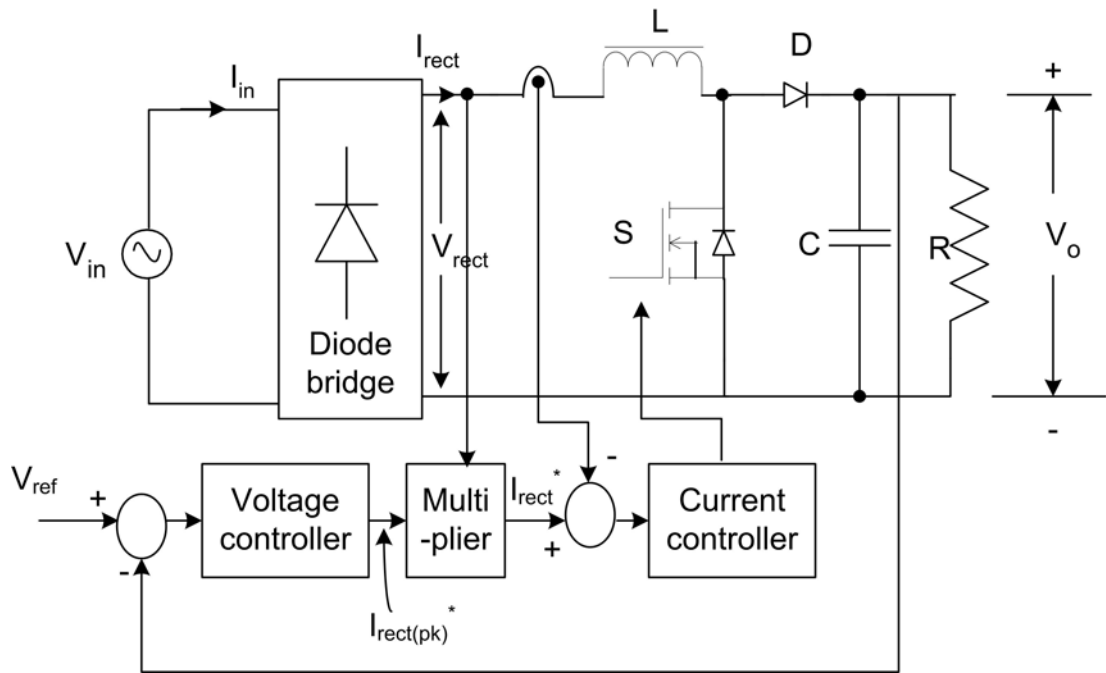 L
D
I_rect
I_in
+
V_in
V_rect
S
C
R
V_o
Diode
bridge
-
V_ref
+
-
Voltage
controller
Multi
-plier
I_rect*
-
+
Current
controller
I_rect(pk)*